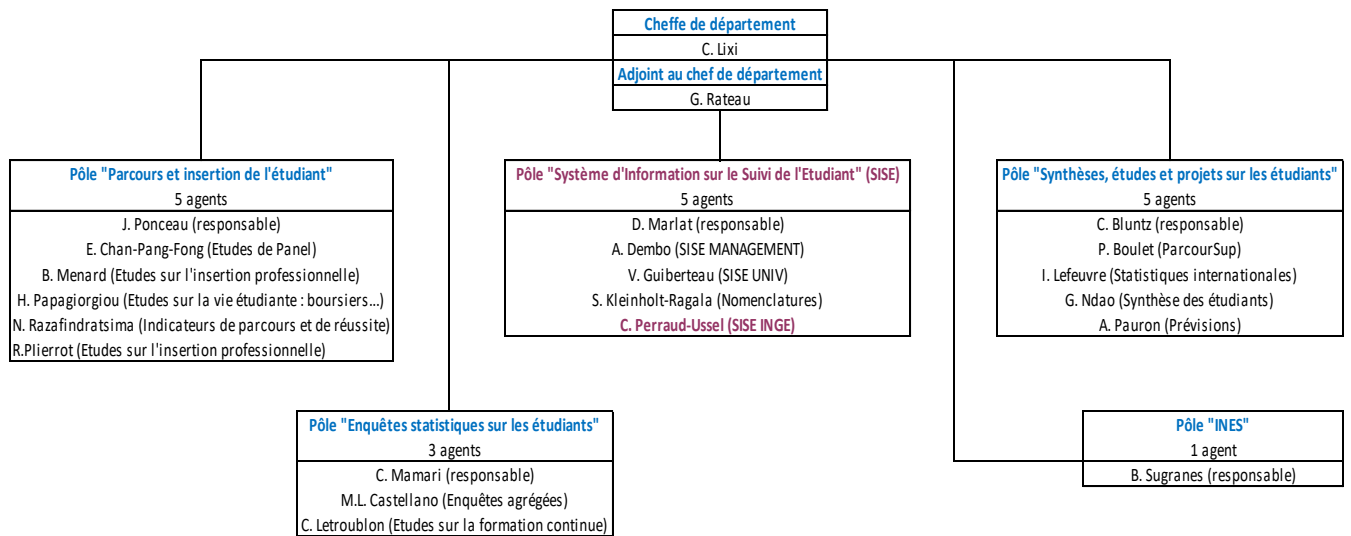 Cheffe de département
C. Lixi
Adjoint au chef de département
G. Rateau
Pôle "Parcours et insertion de l'étudiant"
5 agents
J. Ponceau (responsable)
E. Chan-Pang-Fong (Etudes de Panel)
B. Menard (Etudes sur l'insertion professionnelle)
H. Papagiorgiou (Etudes sur la vie étudiante : boursiers...)
N. Razafindratsima (Indicateurs de parcours et de réussite)
R.PIierrot (Etudes sur l'insertion professionnelle)
Pôle "Système d'Information sur le Suivi de l'Etudiant" (SISE)
5 agents
D. Marlat (responsable)
A. Dembo (SISE MANAGEMENT)
V. Guiberteau (SISE UNIV)
S. Kleinholt-Ragala (Nomenclatures)
C. Perraud-Ussel (SISE INGE)
Pôle "Synthèses, études et projets sur les étudiants"
5 agents
C. Bluntz (responsable)
P. Boulet (ParcourSup)
I. Lefeuvre (Statistiques internationales)
G. Ndao (Synthèse des étudiants)
A. Pauron (Prévisions)
Pôle "Enquêtes statistiques sur les étudiants"
3 agents
C. Mamari (responsable)
M.L. Castellano (Enquêtes agrégées)
C. Letroublon (Etudes sur la formation continue)
Pôle "INES"
1 agent
B. Sugranes (responsable)